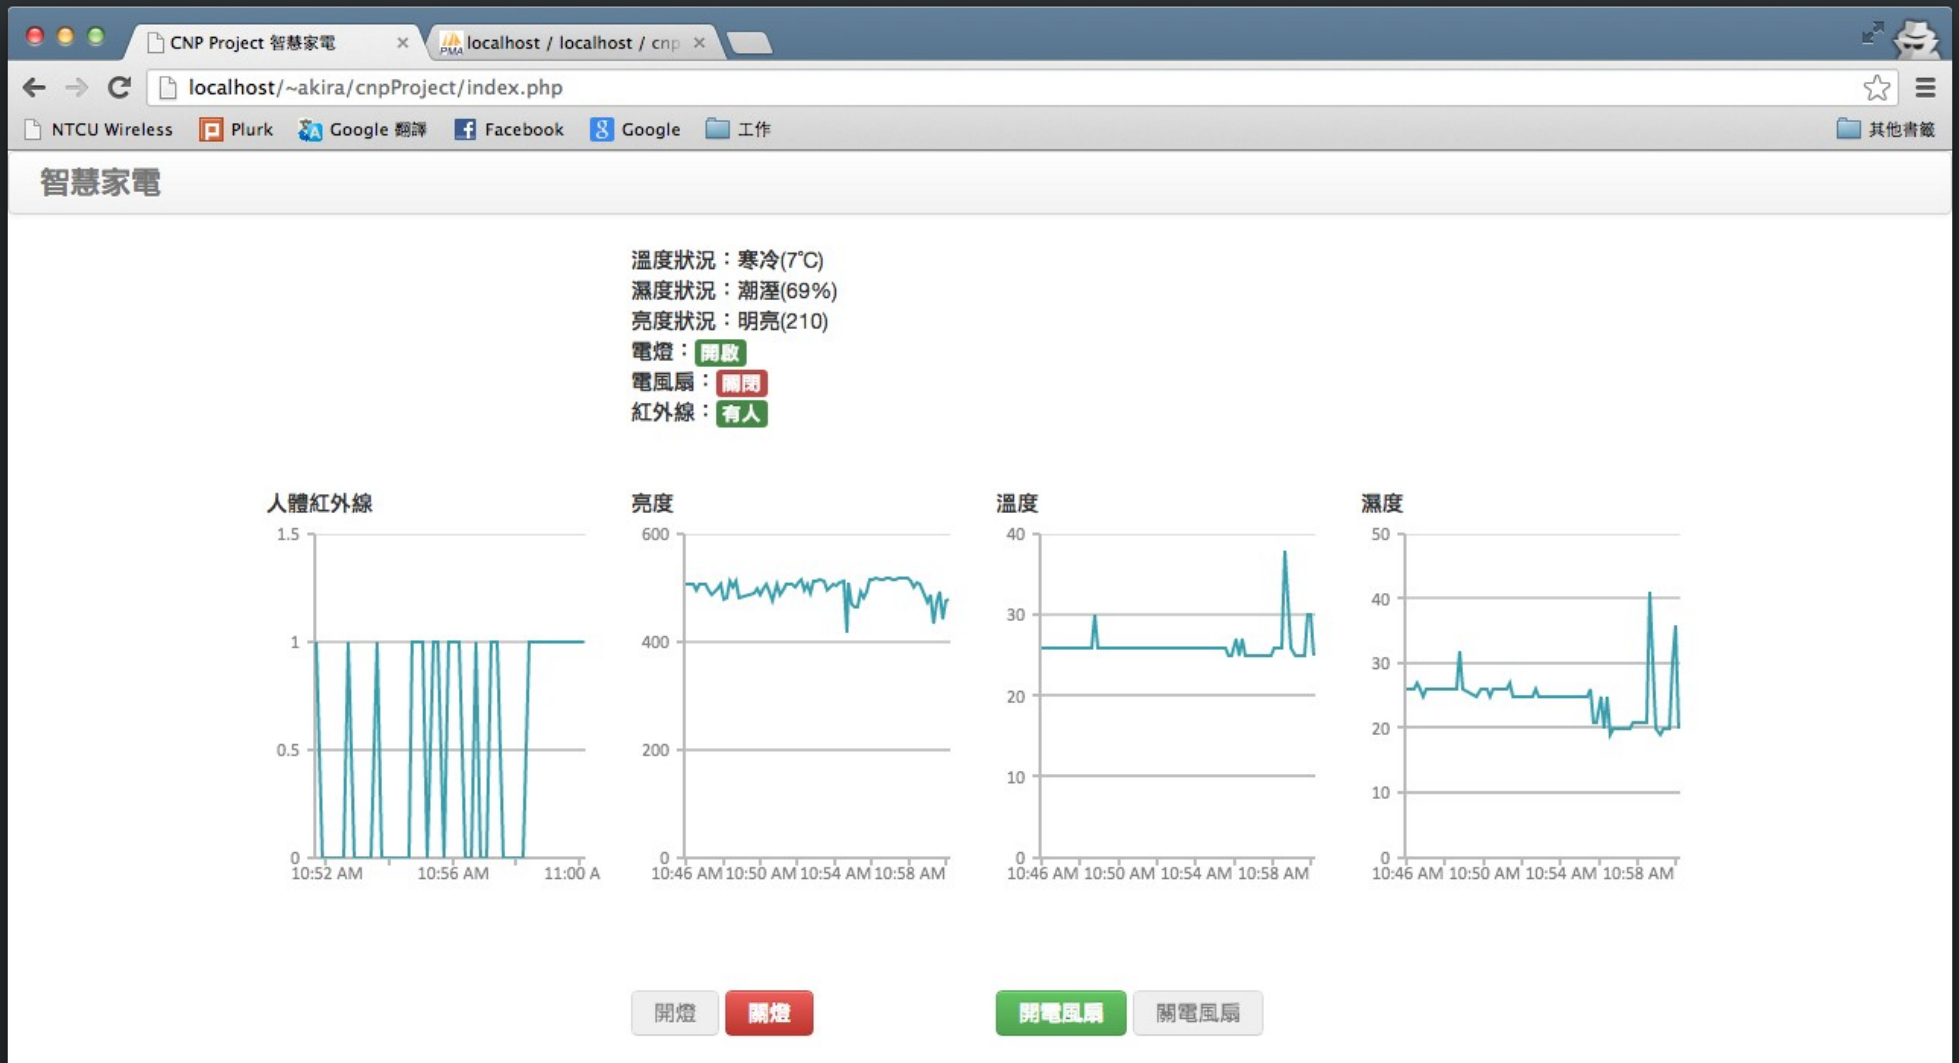 CNP Project 智慧家電
PMA localhost / localhost / cnp
localhost/~akira/cnpProject/index.php
NTCU Wireless Plurk Google 翻譯 Facebook Google 工作 其他書籤
智慧家電
溫度狀況：寒冷(7℃)
濕度狀況：潮溼(69%)
亮度狀況：明亮(210)
電燈：開啟
電風扇：關閉
紅外線：有人
人體紅外線
1.5
1
0.5
0
10:52 AM 10:56 AM 11:00 A
亮度
600
400
200
0
10:46 AM 10:50 AM 10:54 AM 10:58 AM
溫度
40
30
20
10
0
10:46 AM 10:50 AM 10:54 AM 10:58 AM
濕度
50
40
30
20
10
0
10:46 AM 10:50 AM 10:54 AM 10:58 AM
開燈 關燈 開電風扇 關電風扇